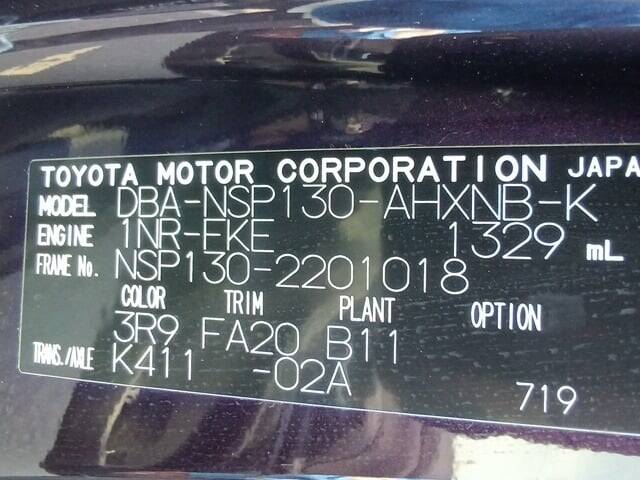 TOYOTA MOTOR CORPORATION JAPA
MODEL DBA-NSP130-AHXNB-K
ENGINE 1NR-FKE 1329 mL
FRAME No. NSP130-2201018
COLOR TRIM PLANT OPTION
3R9 FA20 B11
TRANS./AXLE K411 -02A
719